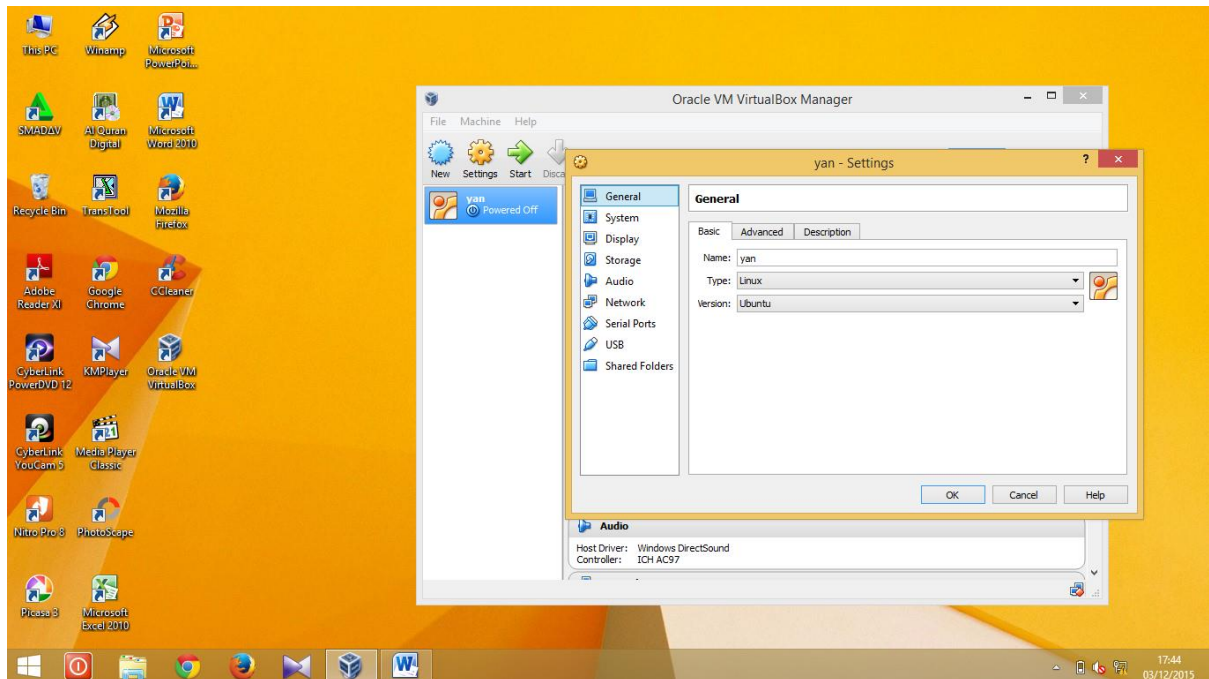 This PC
Winamp
Microsoft
PowerPoi...
SMADΔV
Al Quran
Digital
Microsoft
Word 2010
Recycle Bin
TransTool
Mozilla
Firefox
Adobe
Reader XI
Google
Chrome
CCleaner
CyberLink
PowerDVD 12
KMPlayer
Oracle VM
VirtualBox
CyberLink
YouCam 5
Media Player
Classic
Nitro Pro 8
PhotoScape
Picasa 3
Microsoft
Excel 2010
Oracle VM VirtualBox Manager
File Machine Help
New Settings Start Disca
yan
Powered Off
yan - Settings
General
System
Display
Storage
Audio
Network
Serial Ports
USB
Shared Folders
General
Basic Advanced Description
Name: yan
Type: Linux
Version: Ubuntu
OK Cancel Help
Audio
Host Driver: Windows DirectSound
Controller: ICH AC97
17:44
03/12/2015